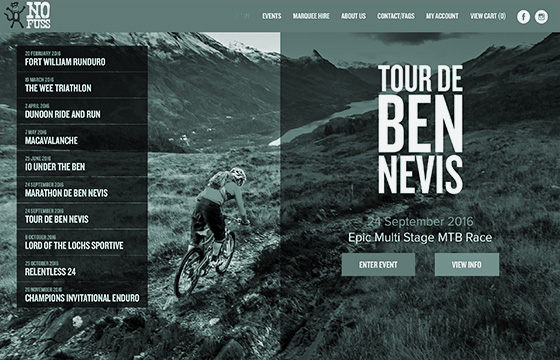 NO
FUSS
EVENTS MARQUEE HIRE ABOUT US CONTACT/FAQS MY ACCOUNT VIEW CART (0)
20 FEBRUARY 2016
FORT WILLIAM RUNDURO
19 MARCH 2016
THE WEE TRIATHLON
2 APRIL 2016
DUNOON RIDE AND RUN
7 MAY 2016
MACAVALANCHE
25 JUNE 2016
10 UNDER THE BEN
24 SEPTEMBER 2016
MARATHON DE BEN NEVIS
24 SEPTEMBER 2016
TOUR DE BEN NEVIS
OCTOBER 2016
LORD OF THE LOCHS SPORTIVE
OCTOBER 2016
RELENTLESS 24
NOVEMBER 2016
CHAMPIONS INVITATIONAL ENDURO
TOUR DE
BEN
NEVIS
24 September 2016
Epic Multi Stage MTB Race
ENTER EVENT VIEW INFO